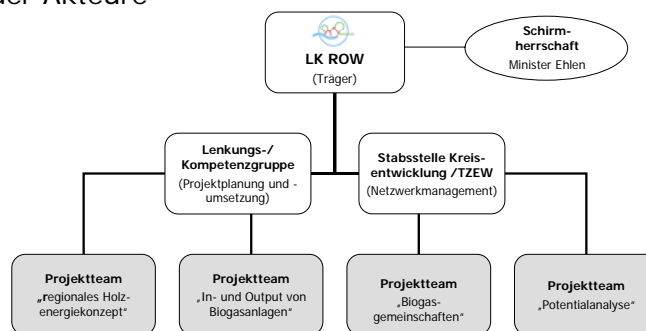 der Akteure
LK ROW
(Träger)
Schirm-
herrschaft
Minister Ehlen
Lenkungs-/
Kompetenzgruppe
(Projektplanung und -
umsetzung)
Stabsstelle Kreis-
entwicklung /TZEW
(Netzwerkmanagement)
Projektteam
„regionales Holz-
energiekonzept“
Projektteam
„In- und Output von
Biogasanlagen“
Projektteam
„Biogas-
gemeinschaften“
Projektteam
„Potentialanalyse“